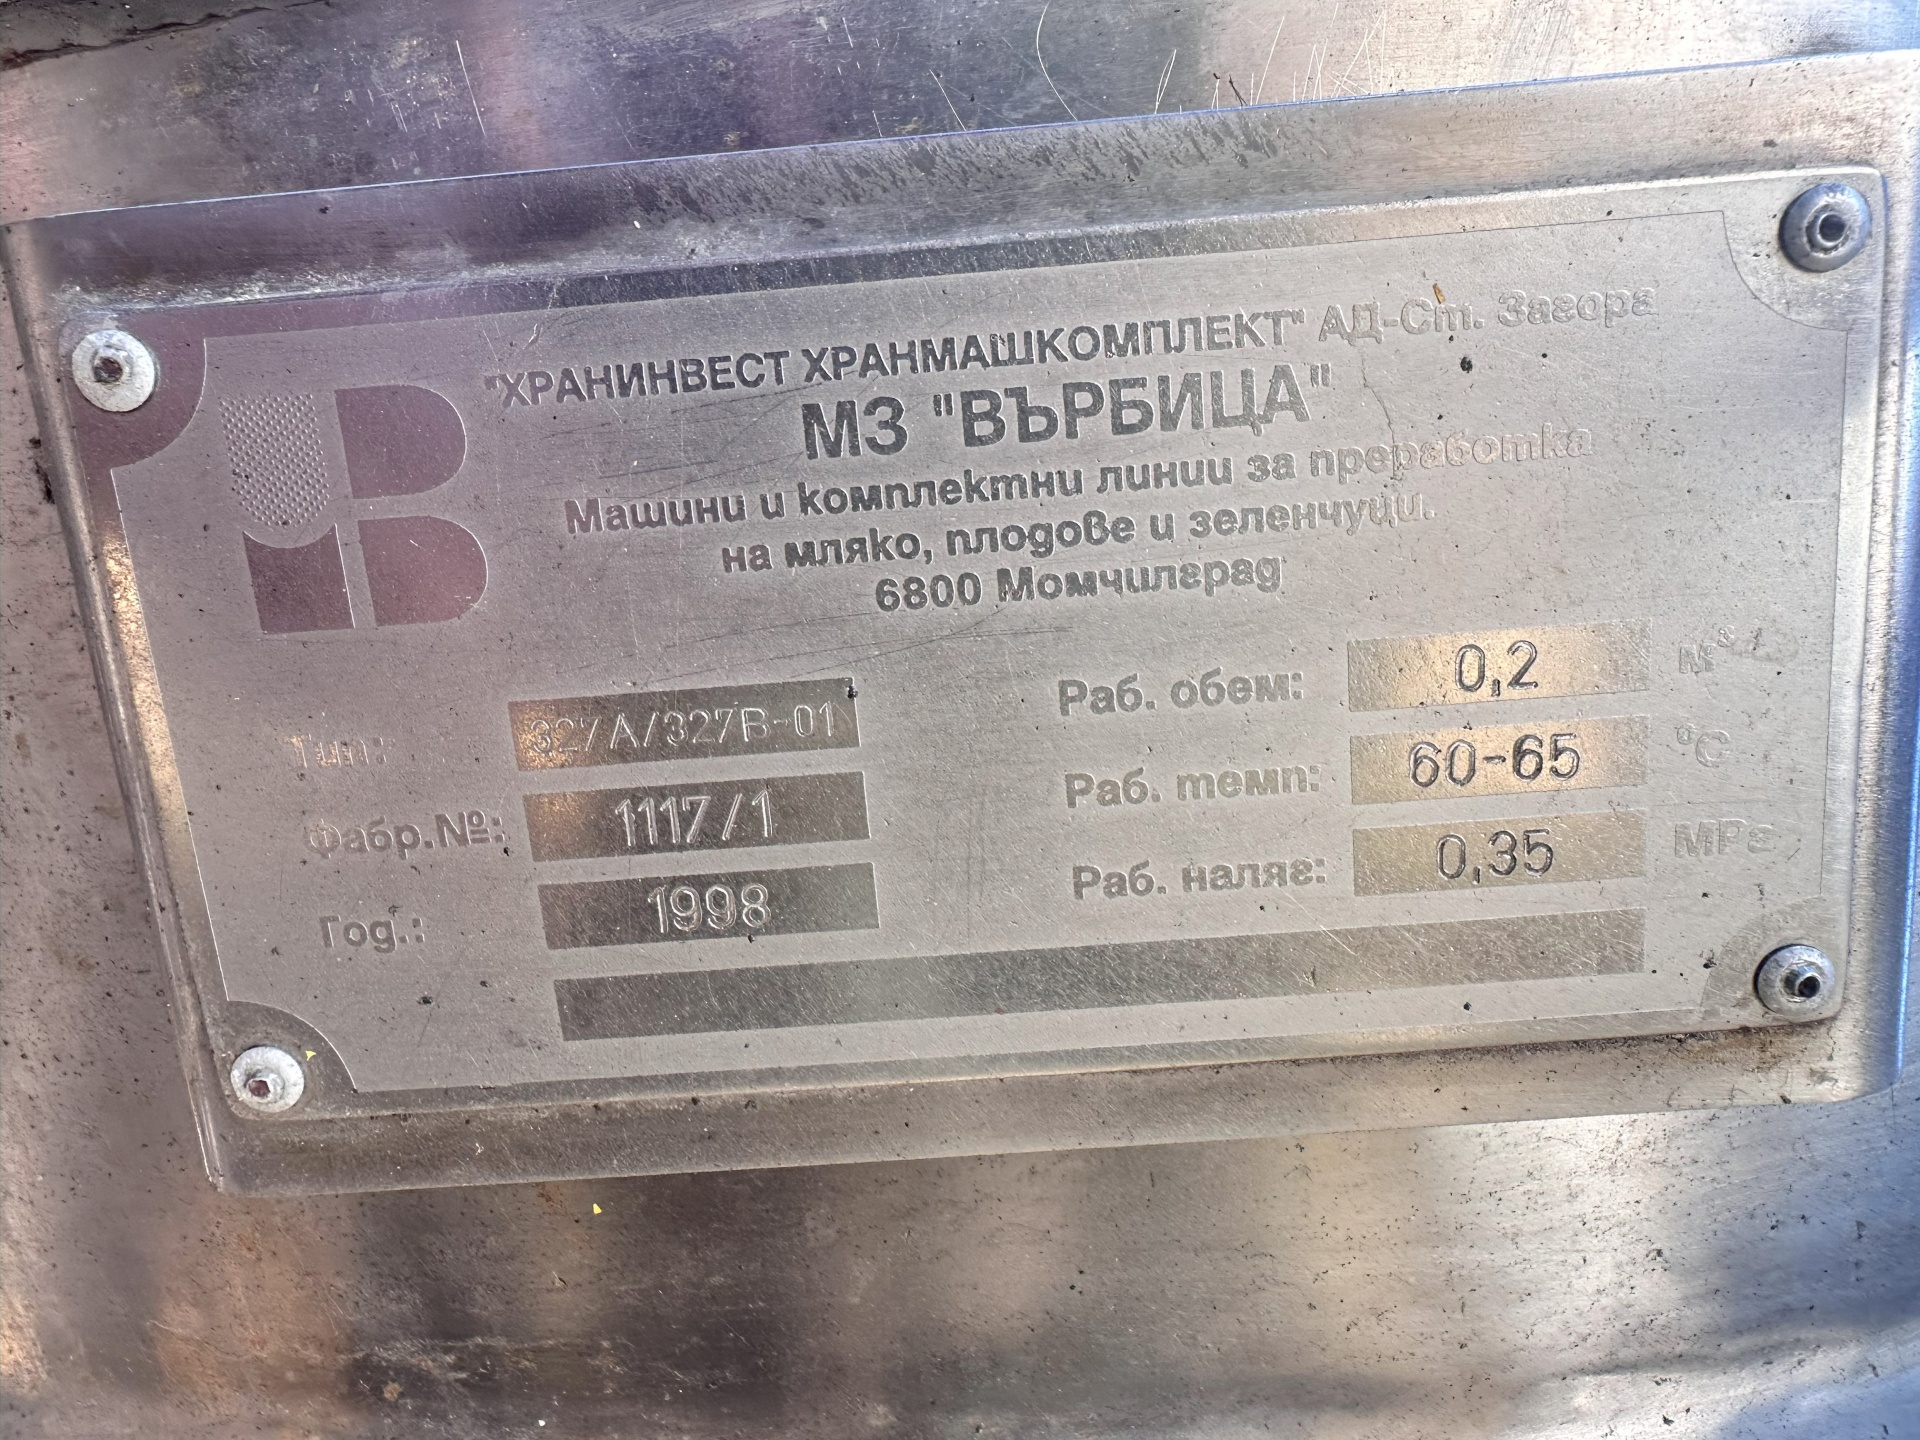 "ХРАНИНВЕСТ ХРАНМАШКОМПЛЕКТ" АД-Ст. Загора
МЗ "ВЪРБИЦА"
Машини и комплектни линии за преработка
на мляко, плодове и зеленчуци.
6800 Момчилград
Тип: 327А/327В-01
Фабр.№: 1117/1
Год.: 1998
Раб. обем: 0,2 м³
Раб. темп: 60-65 °C
Раб. наляг: 0,35 MPa